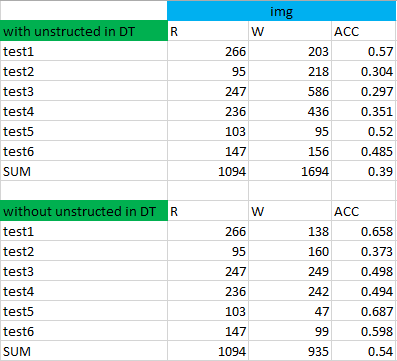 img
with unstructed in DT R W ACC
test1 266 203 0.57
test2 95 218 0.304
test3 247 586 0.297
test4 236 436 0.351
test5 103 95 0.52
test6 147 156 0.485
SUM 1094 1694 0.39
without unstructed in DT R W ACC
test1 266 138 0.658
test2 95 160 0.373
test3 247 249 0.498
test4 236 242 0.494
test5 103 47 0.687
test6 147 99 0.598
SUM 1094 935 0.54